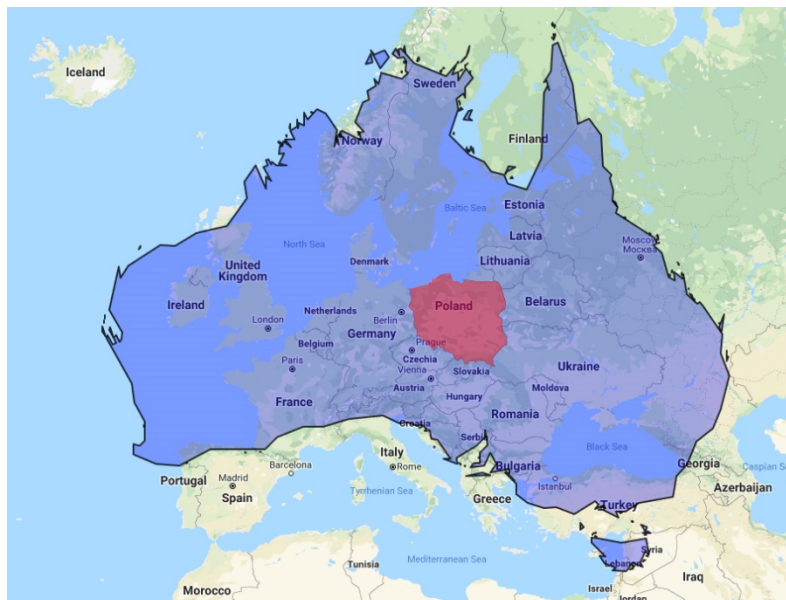 Iceland
Sweden
Finland
Norway
Estonia
Baltic Sea
Latvia
Moscow
Москва
North Sea
Denmark
Lithuania
United
Kingdom
Ireland
Poland
Belarus
London
Netherlands
Berlin
Germany
Belgium
Prague
Czechia
Paris
Vienna
Slovakia
Ukraine
Austria
Moldova
France
Hungary
Romania
Croatia
Serbi
Black Sea
Italy
Rome
Bulgaria
Georgia
Caspian Se
Barcelona
Portugal
Madrid
Spain
Istanbul
Azerbaijan
Tyrrhenian Sea
Greece
Turkey
Mediterranean Sea
Syria
Tunisia
Lebanon
Iraq
Morocco
Israel
Jordan